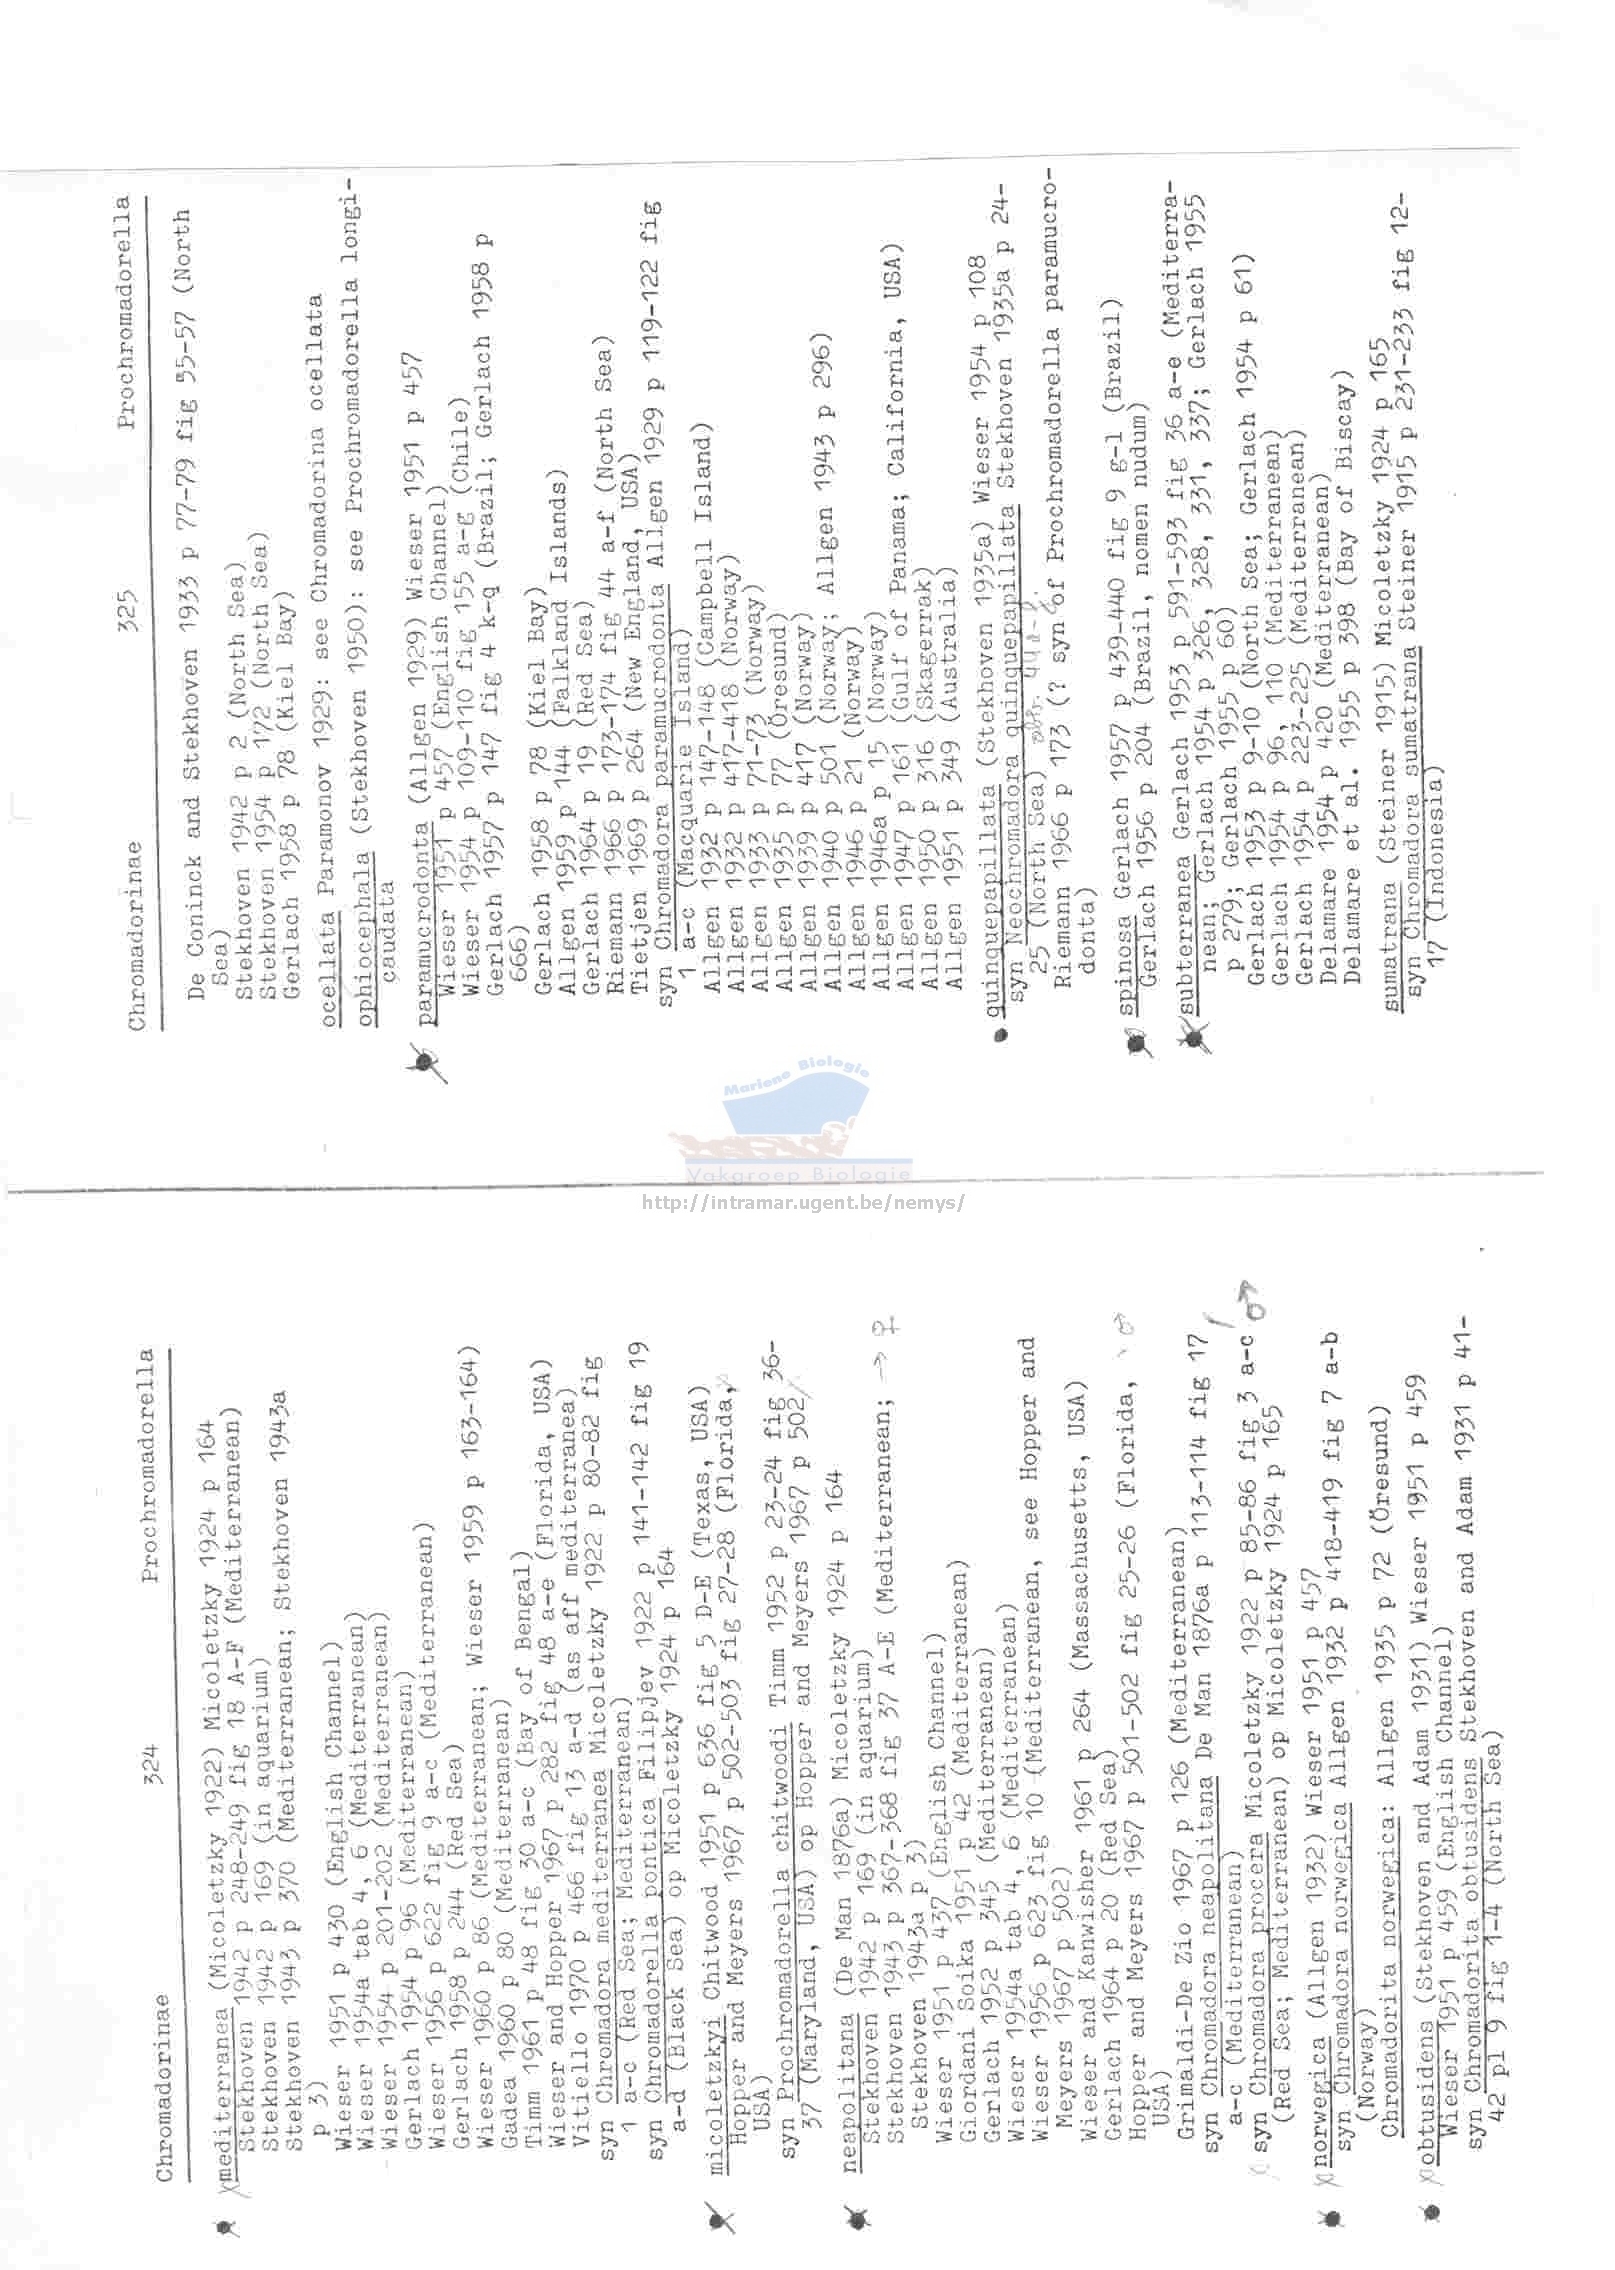 Chromadorinae 324 Prochromadorella
mediterranea (Micoletzky 1922) Micoletzky 1924 p 164
Stekhoven 1942 p 248-249 fig 18 A-F (Mediterranean)
Stekhoven 1942 p 169 (in aquarium)
Stekhoven 1943 p 370 (Mediterranean; Stekhoven 1943a
p 3)
Wieser 1951 p 430 (English Channel)
Wieser 1954a tab 4, 6 (Mediterranean)
Wieser 1954 p 201-202 (Mediterranean)
Gerlach 1954 p 96 (Mediterranean)
Wieser 1956 p 622 fig 9 a-c (Mediterranean)
Gerlach 1958 p 244 (Red Sea)
Wieser 1960 p 86 (Mediterranean; Wieser 1959 p 163-164)
Gadea 1960 p 80 (Mediterranean)
Timm 1961 p 48 fig 30 a-c (Bay of Bengal)
Wieser and Hopper 1967 p 282 fig 48 a-e (Florida, USA)
Vitiello 1970 p 466 fig 13 a-d (as aff mediterranea)
syn Chromadora mediterranea Micoletzky 1922 p 80-82 fig
1 a-c (Red Sea; Mediterranean)
syn Chromadorella pontica Filipjev 1922 p 141-142 fig 19
a-d (Black Sea) op Micoletzky 1924 p 164
micoletzkyi Chitwood 1951 p 636 fig 5 D-E (Texas, USA)
Hopper and Meyers 1967 p 502-503 fig 27-28 (Florida,
USA)
syn Prochromadorella chitwoodi Timm 1952 p 23-24 fig 36-
37 (Maryland, USA) op Hopper and Meyers 1967 p 502
neapolitana (De Man 1876a) Micoletzky 1924 p 164
Stekhoven 1942 p 169 (in aquarium)
Stekhoven 1943 p 367-368 fig 37 A-E (Mediterranean; → ♀
Stekhoven 1943a p 3)
Wieser 1951 p 437 (English Channel)
Giordani Soika 1951 p 42 (Mediterranean)
Gerlach 1952 p 345 (Mediterranean)
Wieser 1954a tab 4, 6 (Mediterranean)
Wieser 1956 p 623 fig 10 (Mediterranean, see Hopper and
Meyers 1967 p 502)
Wieser and Kanwisher 1961 p 264 (Massachusetts, USA)
Gerlach 1964 p 20 (Red Sea)
Hopper and Meyers 1967 p 501-502 fig 25-26 (Florida, ♂
USA)
Grimaldi-De Zio 1967 p 126 (Mediterranean)
syn Chromadora neapolitana De Man 1876a p 113-114 fig 17
a-c (Mediterranean)
syn Chromadora procera Micoletzky 1922 p 85-86 fig 3 a-c ♂
(Red Sea; Mediterranean) op Micoletzky 1924 p 165
norwegica (Allgen 1932) Wieser 1951 p 457
syn Chromadora norwegica Allgen 1932 p 418-419 fig 7 a-b
(Norway)
Chromadorita norwegica: Allgen 1935 p 72 (Öresund)
obtusidens (Stekhoven and Adam 1931) Wieser 1951 p 459
Wieser 1951 p 459 (English Channel)
syn Chromadorita obtusidens Stekhoven and Adam 1931 p 41-
42 pl 9 fig 1-4 (North Sea)
Chromadorinae 325 Prochromadorella
De Coninck and Stekhoven 1933 p 77-79 fig 55-57 (North
Sea)
Stekhoven 1942 p 2 (North Sea)
Stekhoven 1954 p 172 (North Sea)
Gerlach 1958 p 78 (Kiel Bay)
ocellata Paramonov 1929: see Chromadorina ocellata
ophiocephala (Stekhoven 1950): see Prochromadorella longi-
caudata
paramucrodonta (Allgen 1929) Wieser 1951 p 457
Wieser 1951 p 457 (English Channel)
Wieser 1954 p 109-110 fig 155 a-g (Chile)
Gerlach 1957 p 147 fig 4 k-q (Brazil; Gerlach 1958 p
666)
Gerlach 1958 p 78 (Kiel Bay)
Allgen 1959 p 144 (Falkland Islands)
Gerlach 1964 p 19 (Red Sea)
Riemann 1966 p 173-174 fig 44 a-f (North Sea)
Tietjen 1969 p 264 (New England, USA)
syn Chromadora paramucrodonta Allgen 1929 p 119-122 fig
1 a-c (Macquarie Island)
Allgen 1932 p 147-148 (Campbell Island)
Allgen 1932 p 417-418 (Norway)
Allgen 1933 p 71-73 (Norway)
Allgen 1935 p 77 (Öresund)
Allgen 1939 p 417 (Norway)
Allgen 1940 p 501 (Norway; Allgen 1943 p 296)
Allgen 1946 p 21 (Norway)
Allgen 1946a p 15 (Norway)
Allgen 1947 p 161 (Gulf of Panama; California, USA)
Allgen 1950 p 316 (Skagerrak)
Allgen 1951 p 349 (Australia)
quinquepapillata (Stekhoven 1935a) Wieser 1954 p 108
syn Neochromadora quinquepapillata Stekhoven 1935a p 24-
25 (North Sea)
Riemann 1966 p 173 (? syn of Prochromadorella paramucro-
donta)
spinosa Gerlach 1957 p 439-440 fig 9 g-l (Brazil)
Gerlach 1956 p 204 (Brazil, nomen nudum)
subterranea Gerlach 1953 p 591-593 fig 36 a-e (Mediterra-
nean; Gerlach 1954 p 326, 328, 331, 337; Gerlach 1955
p 279; Gerlach 1955 p 60)
Gerlach 1953 p 9-10 (North Sea; Gerlach 1954 p 61)
Gerlach 1954 p 96, 110 (Mediterranean)
Gerlach 1954 p 223-225 (Mediterranean)
Delamare 1954 p 420 (Mediterranean)
Delamare et al. 1955 p 398 (Bay of Biscay)
sumatrana (Steiner 1915) Micoletzky 1924 p 165
syn Chromadora sumatrana Steiner 1915 p 231-233 fig 12-
17 (Indonesia)
Mariene Biologie
Vakgroep Biologie
http://intramar.ugent.be/nemys/